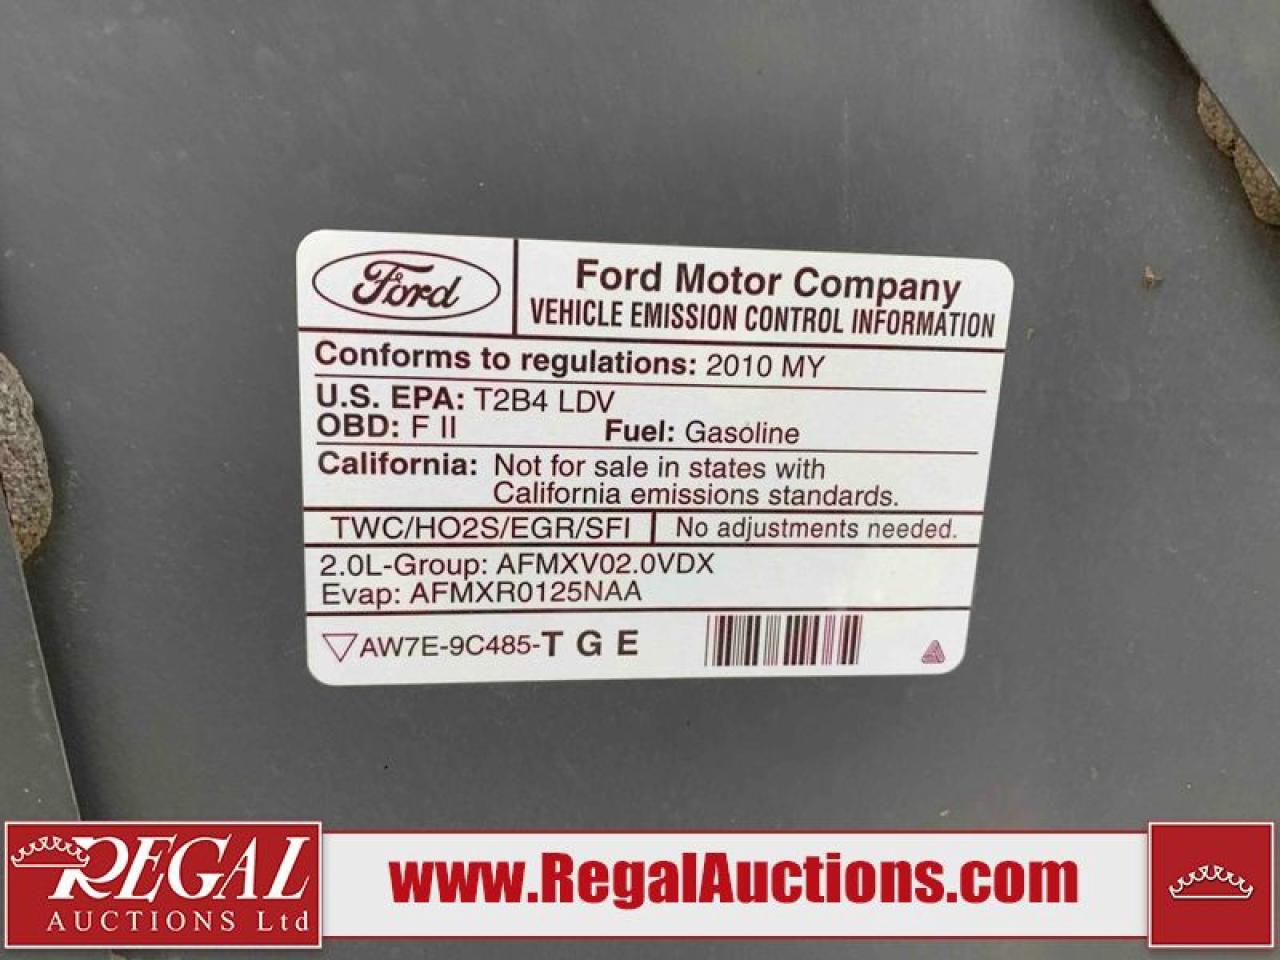 Ford
Ford Motor Company
VEHICLE EMISSION CONTROL INFORMATION
Conforms to regulations: 2010 MY
U.S. EPA: T2B4 LDV
OBD: F II Fuel: Gasoline
California: Not for sale in states with
California emissions standards.
TWC/HO2S/EGR/SFI No adjustments needed.
2.0L-Group: AFMXV02.0VDX
Evap: AFMXR0125NAA
AW7E-9C485-T G E
REGAL
AUCTIONS Ltd
www.RegalAuctions.com